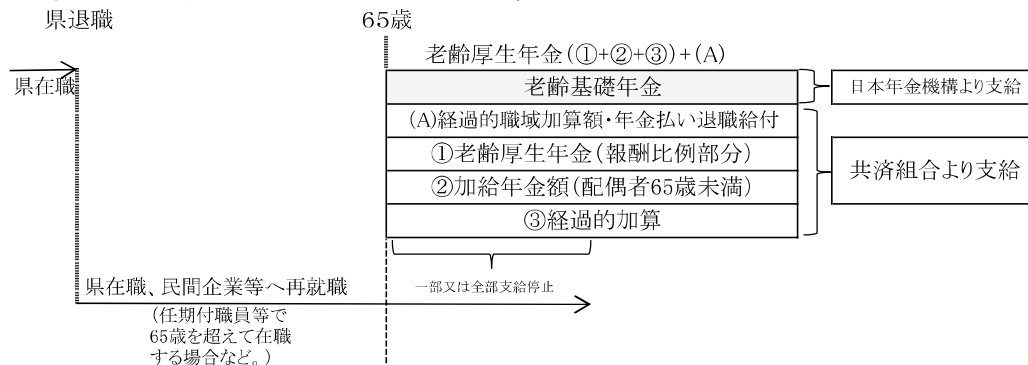 県退職
65歳
老齢厚生年金(①+②+③)+(A)
県在職
老齢基礎年金
日本年金機構より支給
(A)経過的職域加算額・年金払い退職給付
①老齢厚生年金(報酬比例部分)
共済組合より支給
②加給年金額(配偶者65歳未満)
③経過的加算
県在職、民間企業等へ再就職
一部又は全部支給停止
(任期付職員等で
65歳を超えて在職
する場合など。)